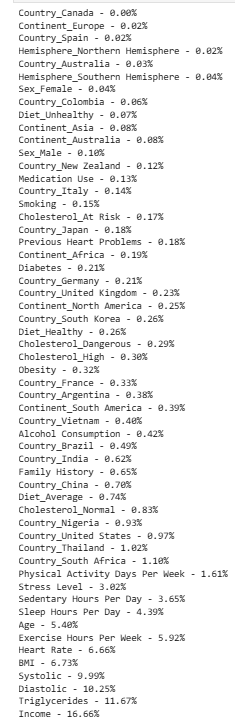 Country_Canada - 0.00%
Continent_Europe - 0.02%
Country_Spain - 0.02%
Hemisphere_Northern Hemisphere - 0.02%
Country_Australia - 0.03%
Hemisphere_Southern Hemisphere - 0.04%
Sex_Female - 0.04%
Country_Colombia - 0.06%
Diet_Unhealthy - 0.07%
Continent_Asia - 0.08%
Continent_Australia - 0.08%
Sex_Male - 0.10%
Country_New Zealand - 0.12%
Medication Use - 0.13%
Country_Italy - 0.14%
Smoking - 0.15%
Cholesterol_At Risk - 0.17%
Country_Japan - 0.18%
Previous Heart Problems - 0.18%
Continent_Africa - 0.19%
Diabetes - 0.21%
Country_Germany - 0.21%
Country_United Kingdom - 0.23%
Continent_North America - 0.25%
Country_South Korea - 0.26%
Diet_Healthy - 0.26%
Cholesterol_Dangerous - 0.29%
Cholesterol_High - 0.30%
Obesity - 0.32%
Country_France - 0.33%
Country_Argentina - 0.38%
Continent_South America - 0.39%
Country_Vietnam - 0.40%
Alcohol Consumption - 0.42%
Country_Brazil - 0.49%
Country_India - 0.62%
Family History - 0.65%
Country_China - 0.70%
Diet_Average - 0.74%
Cholesterol_Normal - 0.83%
Country_Nigeria - 0.93%
Country_United States - 0.97%
Country_Thailand - 1.02%
Country_South Africa - 1.10%
Physical Activity Days Per Week - 1.61%
Stress Level - 3.02%
Sedentary Hours Per Day - 3.65%
Sleep Hours Per Day - 4.39%
Age - 5.40%
Exercise Hours Per Week - 5.92%
Heart Rate - 6.66%
BMI - 6.73%
Systolic - 9.99%
Diastolic - 10.25%
Triglycerides - 11.67%
Income - 16.66%